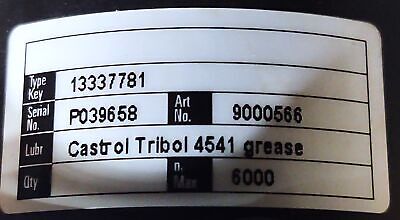 Type Key 13337781
Serial No. P039658 Art No. 9000566
Lubr Castrol Tribol 4541 grease
Qty n. Max 6000